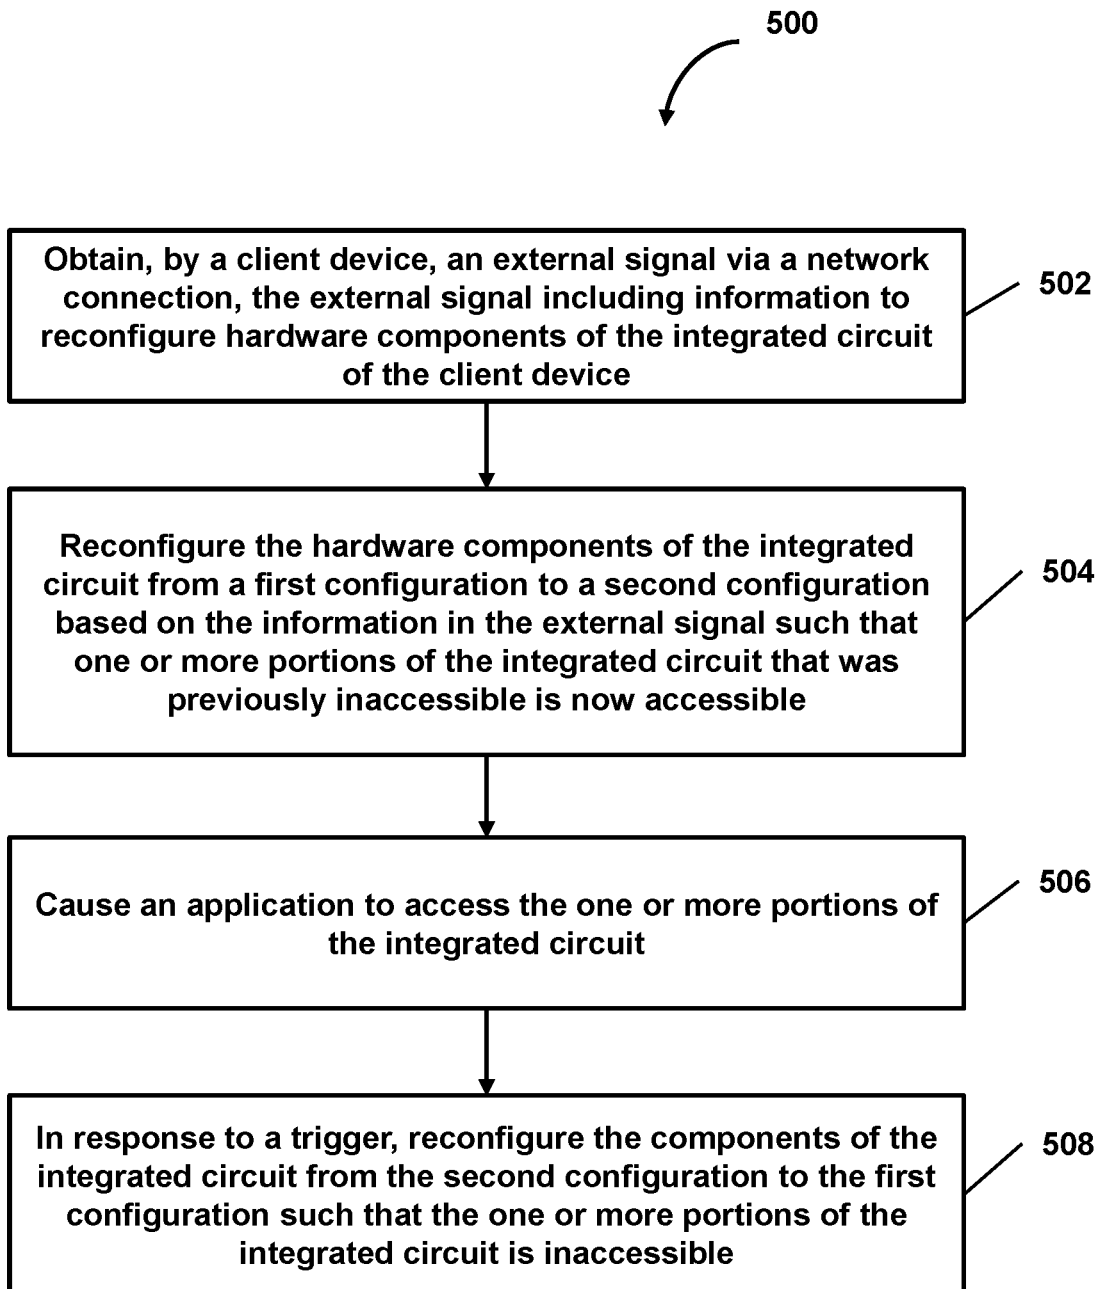 500
Obtain, by a client device, an external signal via a network
connection, the external signal including information to
reconfigure hardware components of the integrated circuit
of the client device
502
Reconfigure the hardware components of the integrated
circuit from a first configuration to a second configuration
based on the information in the external signal such that
one or more portions of the integrated circuit that was
previously inaccessible is now accessible
504
Cause an application to access the one or more portions of
the integrated circuit
506
In response to a trigger, reconfigure the components of the
integrated circuit from the second configuration to the first
configuration such that the one or more portions of the
integrated circuit is inaccessible
508